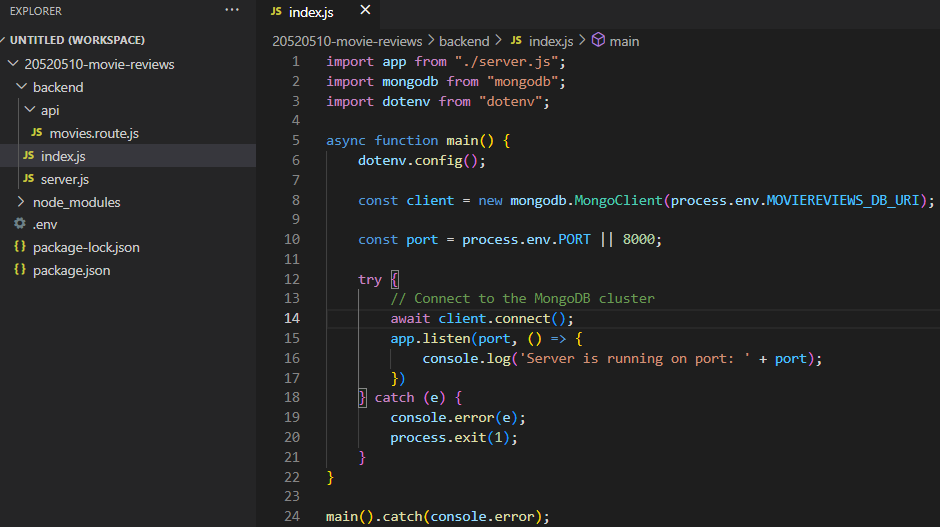 EXPLORER ...
UNTITLED (WORKSPACE)
20520510-movie-reviews
backend
api
JS movies.route.js
JS index.js
JS server.js
node_modules
.env
{} package-lock.json
{} package.json
JS index.js ×
20520510-movie-reviews > backend > JS index.js > main
1 import app from "./server.js";
2 import mongodb from "mongodb";
3 import dotenv from "dotenv";
4
5 async function main() {
6     dotenv.config();
7
8     const client = new mongodb.MongoClient(process.env.MOVIEREVIEWS_DB_URI);
9
10     const port = process.env.PORT || 8000;
11
12     try {
13         // Connect to the MongoDB cluster
14         await client.connect();
15         app.listen(port, () => {
16             console.log('Server is running on port: ' + port);
17         })
18     } catch (e) {
19         console.error(e);
20         process.exit(1);
21     }
22 }
23
24 main().catch(console.error);